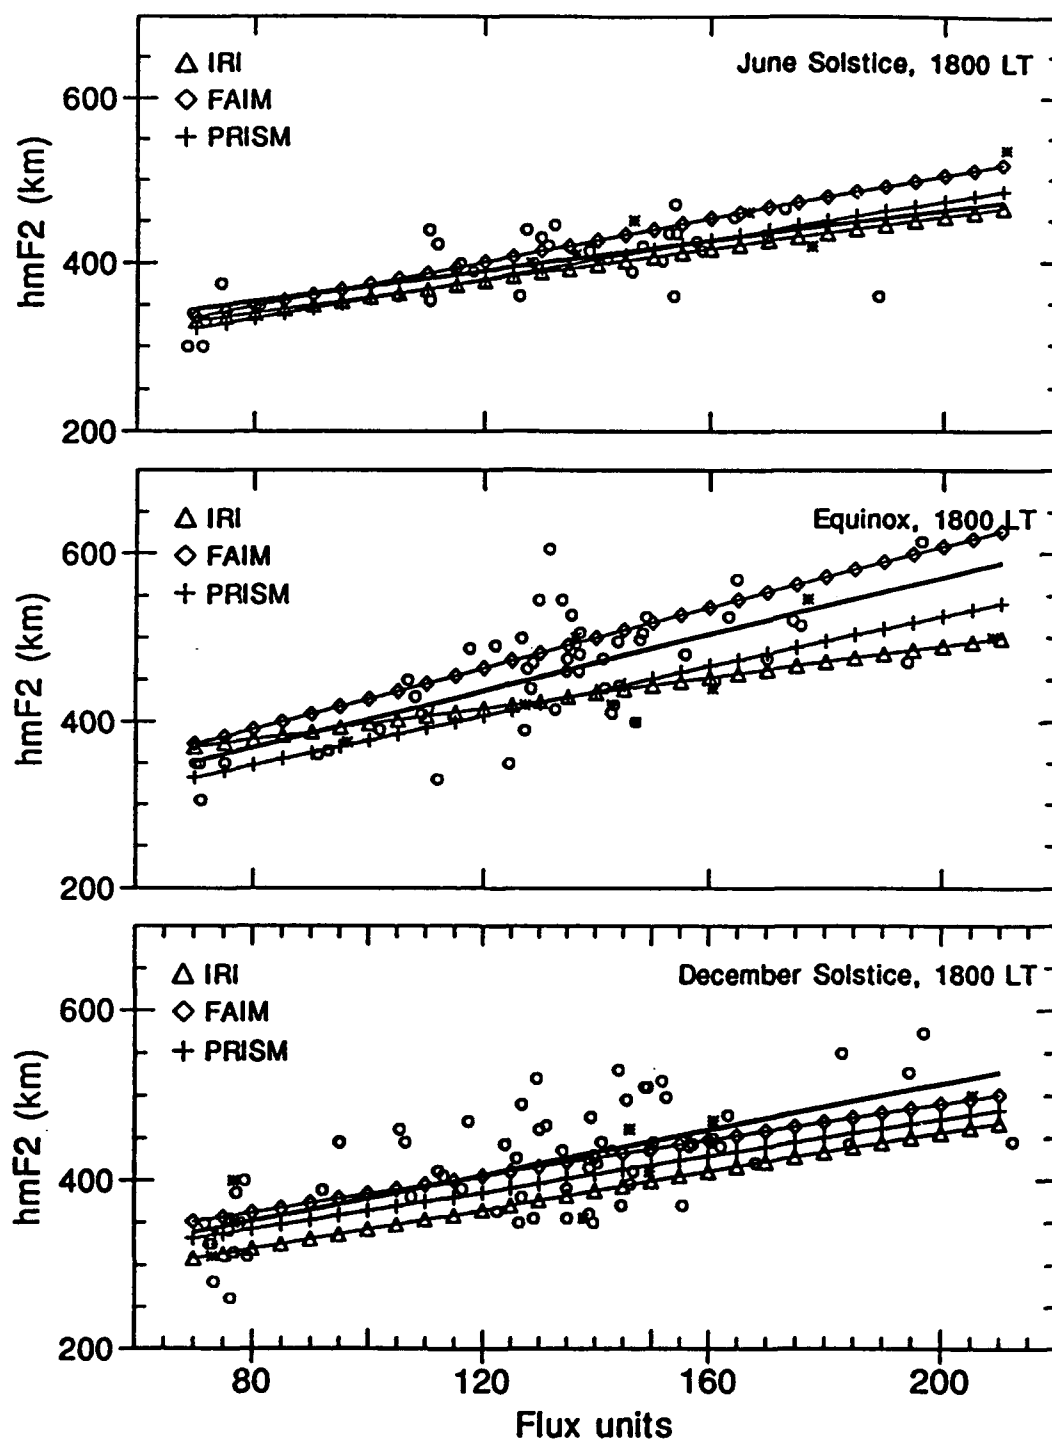 June Solstice, 1800 LT
△ IRI
◇ FAIM
+ PRISM
600
400
200
hmF2 (km)
Equinox, 1800 LT
△ IRI
◇ FAIM
+ PRISM
600
400
200
hmF2 (km)
December Solstice, 1800 LT
△ IRI
◇ FAIM
+ PRISM
600
400
200
hmF2 (km)
80 120 160 200
Flux units